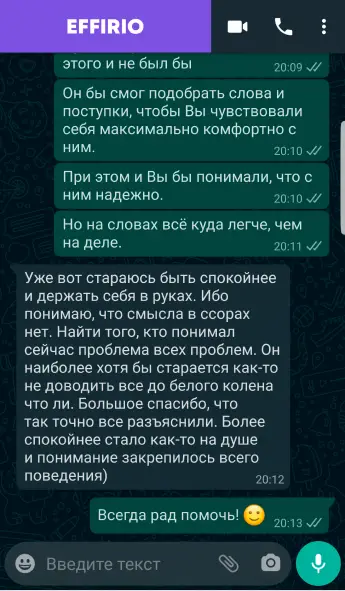 EFFIRIO
этого и не был бы
20:09
Он бы смог подобрать слова и
поступки, чтобы Вы чувствовали
себя максимально комфортно с
ним.
20:10
При этом и Вы бы понимали, что с
ним надежно.
20:10
Но на словах всё куда легче, чем
на деле.
20:11
Уже вот стараюсь быть спокойнее
и держать себя в руках. Ибо
понимаю, что смысла в ссорах
нет. Найти того, кто понимал
сейчас проблема всех проблем. Он
наиболее хотя бы старается как-то
не доводить все до белого колена
что ли. Большое спасибо, что
так точно все разъяснили. Более
спокойнее стало как-то на душе
и понимание закрепилось всего
поведения)
20:12
Всегда рад помочь!
20:13
Введите текст